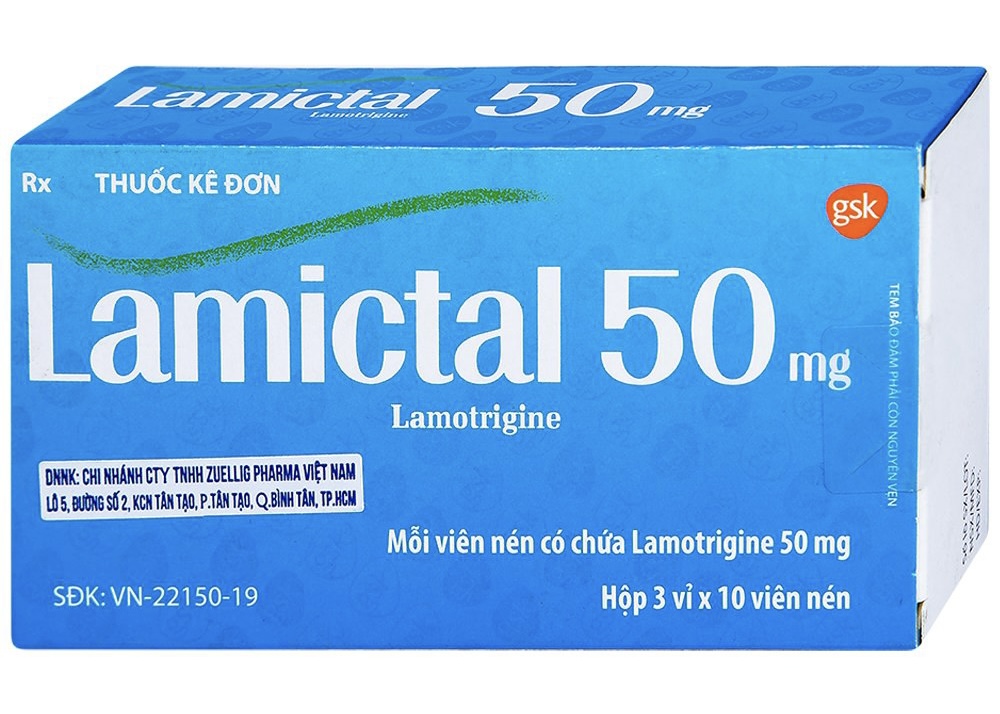 Lamictal 50 mg
Lamotrigine
Rx THUỐC KÊ ĐƠN
gsk
Lamictal 50 mg
Lamotrigine
TEM BẢO ĐẢM PHẢI CÒN NGUYÊN VẸN
DNNK: CHI NHÁNH CTY TNHH ZUELLIG PHARMA VIỆT NAM
LÔ 5, ĐƯỜNG SỐ 2, KCN TÂN TẠO, P.TÂN TẠO, Q.BÌNH TÂN, TP.HCM
Mỗi viên nén có chứa Lamotrigine 50 mg
SĐK: VN-22150-19
Hộp 3 vỉ x 10 viên nén